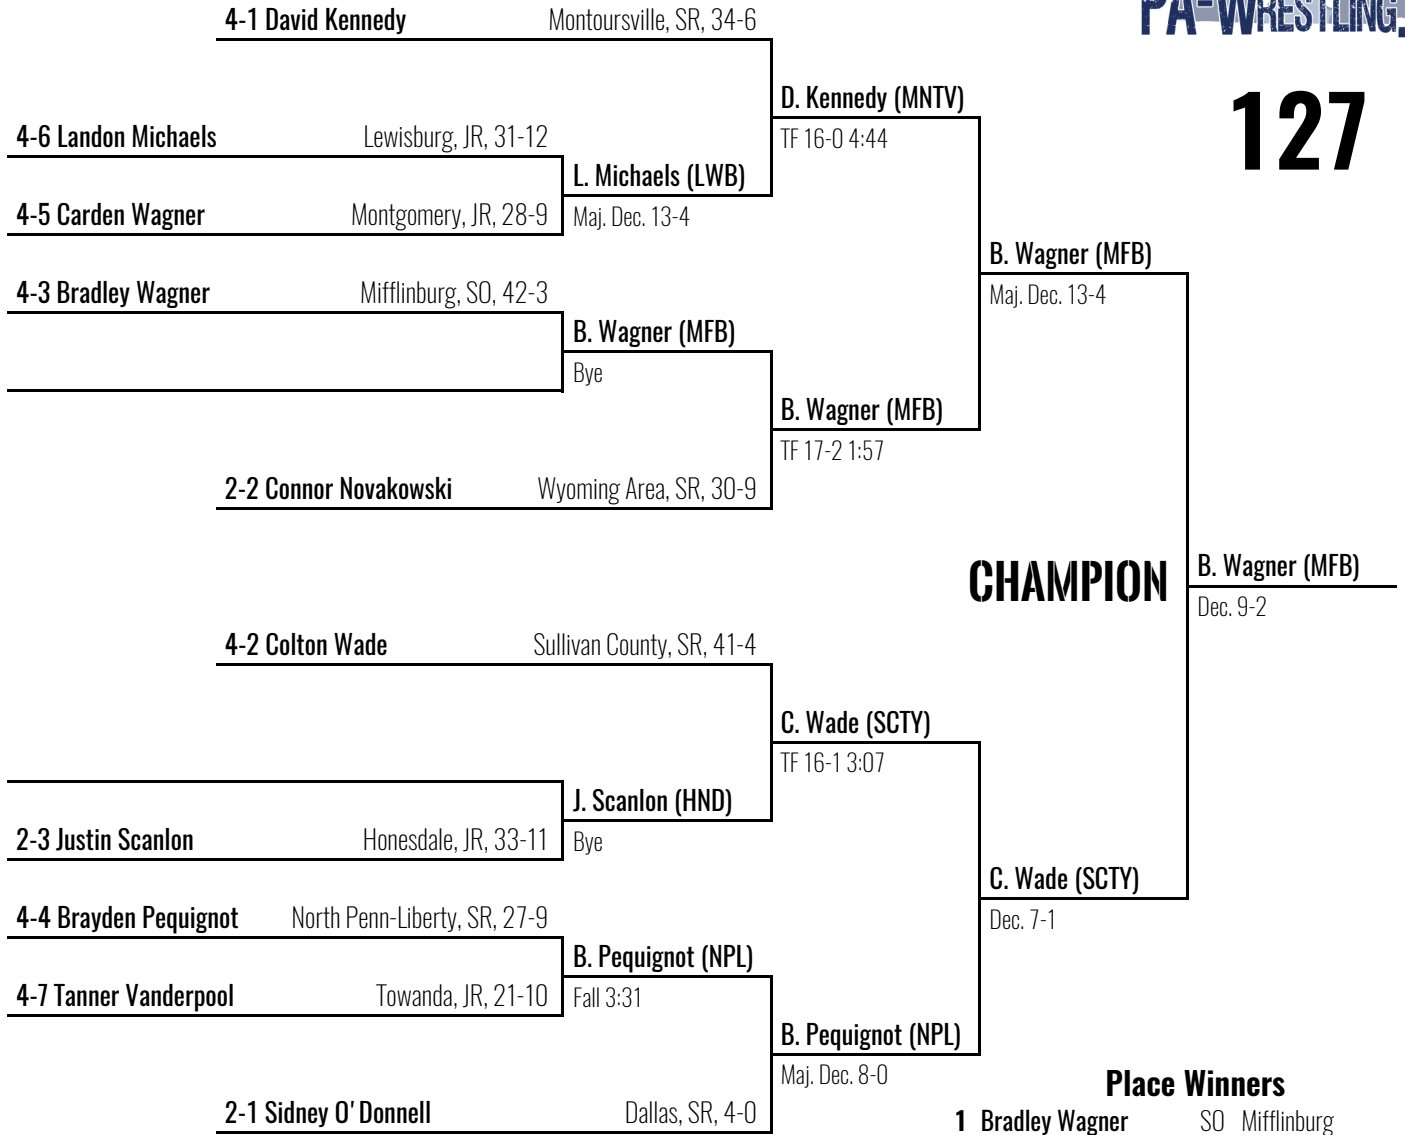 4-1 David Kennedy Montoursville, SR, 34-6
PA-WRESTLING.
D. Kennedy (MNTV)
TF 16-0 4:44
127
4-6 Landon Michaels Lewisburg, JR, 31-12
L. Michaels (LWB)
Maj. Dec. 13-4
4-5 Carden Wagner Montgomery, JR, 28-9
B. Wagner (MFB)
Maj. Dec. 13-4
4-3 Bradley Wagner Mifflinburg, SO, 42-3
B. Wagner (MFB)
Bye
B. Wagner (MFB)
TF 17-2 1:57
2-2 Connor Novakowski Wyoming Area, SR, 30-9
CHAMPION
B. Wagner (MFB)
Dec. 9-2
4-2 Colton Wade Sullivan County, SR, 41-4
C. Wade (SCTY)
TF 16-1 3:07
J. Scanlon (HND)
Bye
2-3 Justin Scanlon Honesdale, JR, 33-11
C. Wade (SCTY)
Dec. 7-1
4-4 Brayden Pequignot North Penn-Liberty, SR, 27-9
B. Pequignot (NPL)
Fall 3:31
4-7 Tanner Vanderpool Towanda, JR, 21-10
B. Pequignot (NPL)
Maj. Dec. 8-0
2-1 Sidney O'Donnell Dallas, SR, 4-0
Place Winners
1 Bradley Wagner SO Mifflinburg